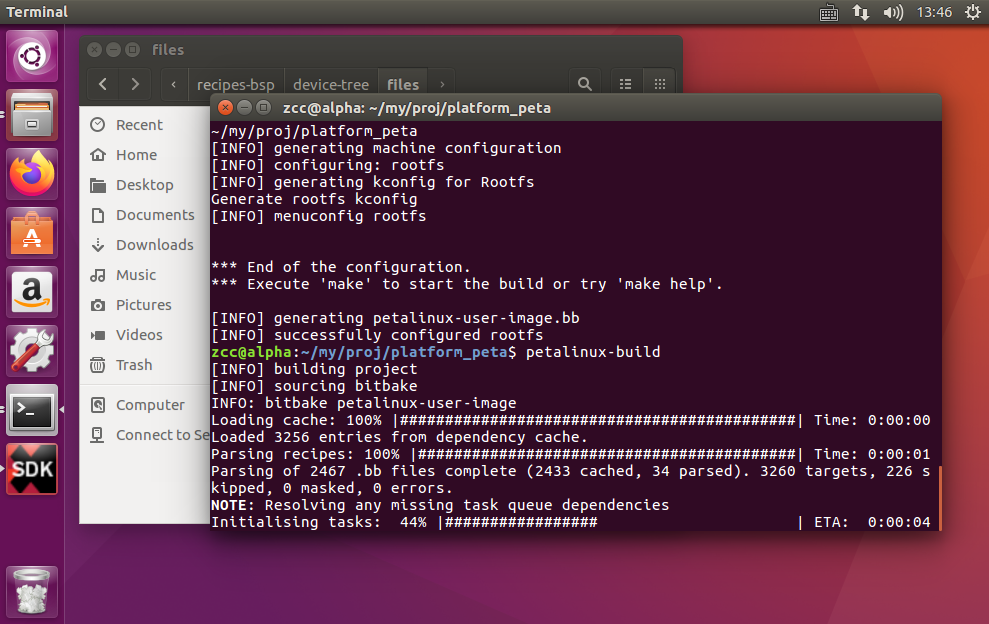 Terminal
13:46
files
recipes-bsp
device-tree
files
Recent
Home
Desktop
Documents
Downloads
Music
Pictures
Videos
Trash
Computer
Connect to Se
zcc@alpha: ~/my/proj/platform_peta
~/my/proj/platform_peta
[INFO] generating machine configuration
[INFO] configuring: rootfs
[INFO] generating kconfig for Rootfs
Generate rootfs kconfig
[INFO] menuconfig rootfs
*** End of the configuration.
*** Execute 'make' to start the build or try 'make help'.
[INFO] generating petalinux-user-image.bb
[INFO] successfully configured rootfs
zcc@alpha:~/my/proj/platform_peta$ petalinux-build
[INFO] building project
[INFO] sourcing bitbake
INFO: bitbake petalinux-user-image
Loading cache: 100% |############################################| Time: 0:00:00
Loaded 3256 entries from dependency cache.
Parsing recipes: 100% |##########################################| Time: 0:00:01
Parsing of 2467 .bb files complete (2433 cached, 34 parsed). 3260 targets, 226 s
kipped, 0 masked, 0 errors.
NOTE: Resolving any missing task queue dependencies
Initialising tasks:  44% |#################                      | ETA:  0:00:04
a
SDK